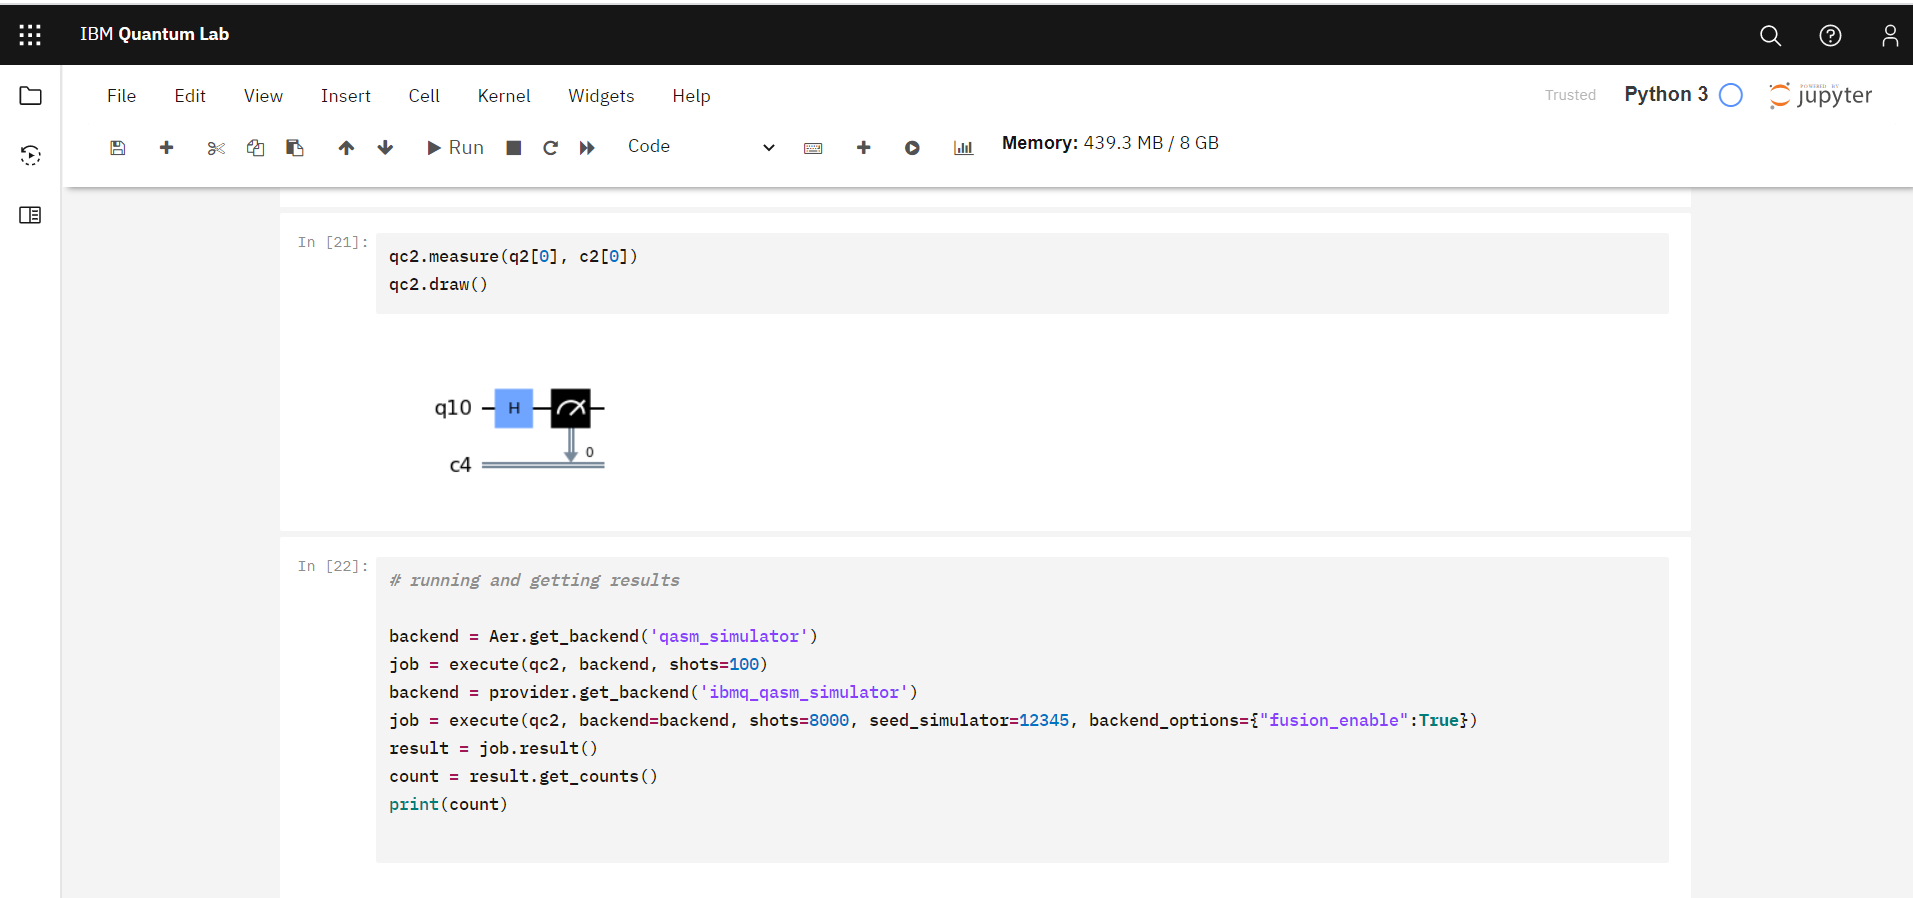 IBM Quantum Lab
File Edit View Insert Cell Kernel Widgets Help
Trusted
Python 3
POWERED BY
jupyter
Run
Code
Memory: 439.3 MB / 8 GB
In [21]:
qc2.measure(q2[0], c2[0])
qc2.draw()
q10
H
0
c4
In [22]:
# running and getting results
backend = Aer.get_backend('qasm_simulator')
job = execute(qc2, backend, shots=100)
backend = provider.get_backend('ibmq_qasm_simulator')
job = execute(qc2, backend=backend, shots=8000, seed_simulator=12345, backend_options={"fusion_enable":True})
result = job.result()
count = result.get_counts()
print(count)